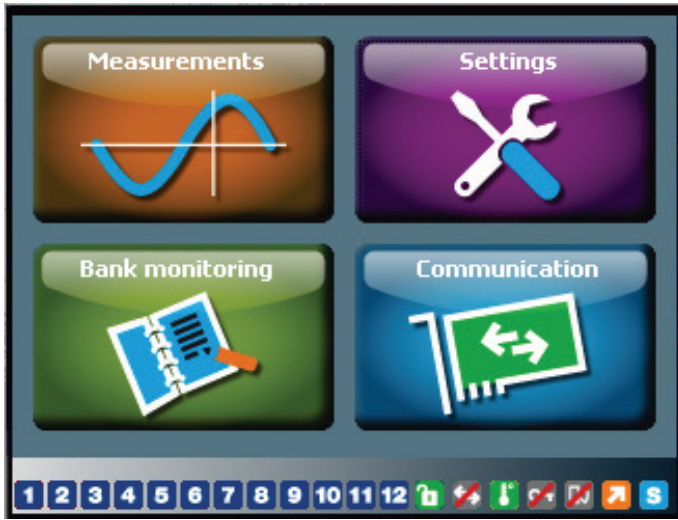 Measurements
Settings
Bank monitoring
Communication
1 2 3 4 5 6 7 8 9 10 11 12 S